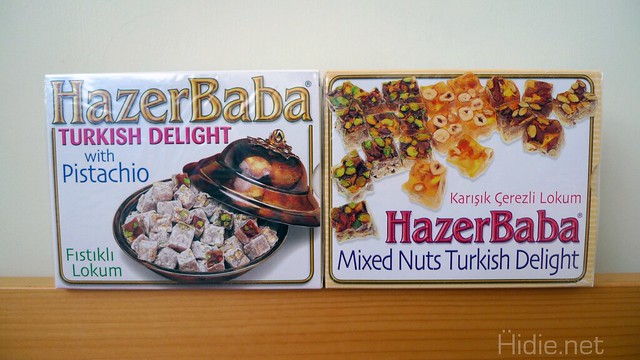 HazerBaba®
TURKISH DELIGHT
with
Pistachio
Fıstıklı
Lokum
Karışık Çerezli Lokum
HazerBaba®
Mixed Nuts Turkish Delight
Hidie.net